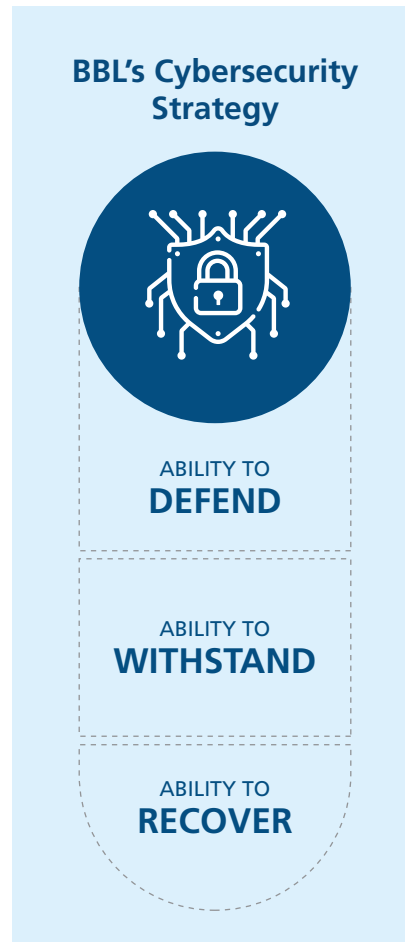 BBL's Cybersecurity
Strategy
ABILITY TO
DEFEND
ABILITY TO
WITHSTAND
ABILITY TO
RECOVER